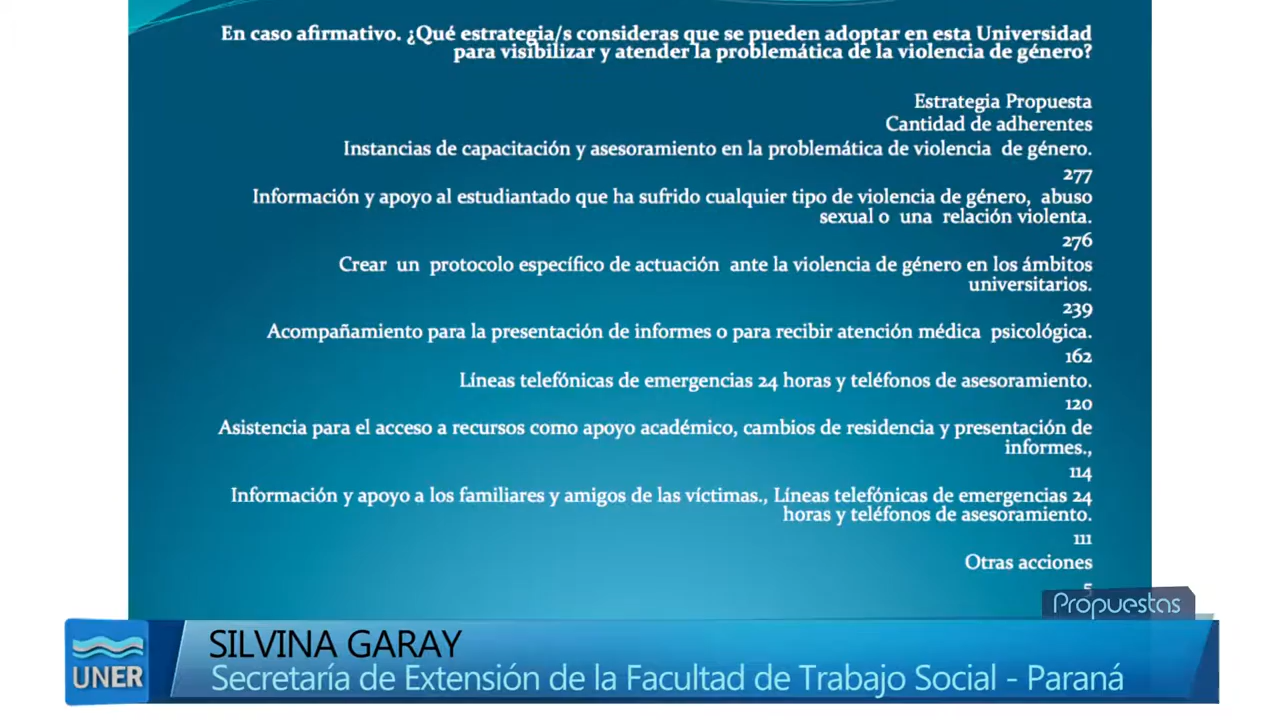 En caso afirmativo. ¿Qué estrategia/s consideras que se pueden adoptar en esta Universidad
para visibilizar y atender la problemática de la violencia de género?
Estrategia Propuesta
Cantidad de adherentes
Instancias de capacitación y asesoramiento en la problemática de violencia de género.
277
Información y apoyo al estudiantado que ha sufrido cualquier tipo de violencia de género, abuso
sexual o una relación violenta.
276
Crear un protocolo específico de actuación ante la violencia de género en los ámbitos
universitarios.
239
Acompañamiento para la presentación de informes o para recibir atención médica psicológica.
162
Líneas telefónicas de emergencias 24 horas y teléfonos de asesoramiento.
120
Asistencia para el acceso a recursos como apoyo académico, cambios de residencia y presentación de
informes.,
114
Información y apoyo a los familiares y amigos de las víctimas., Líneas telefónicas de emergencias 24
horas y teléfonos de asesoramiento.
111
Otras acciones
5
Propuestas
SILVINA GARAY
Secretaría de Extensión de la Facultad de Trabajo Social - Paraná
UNER